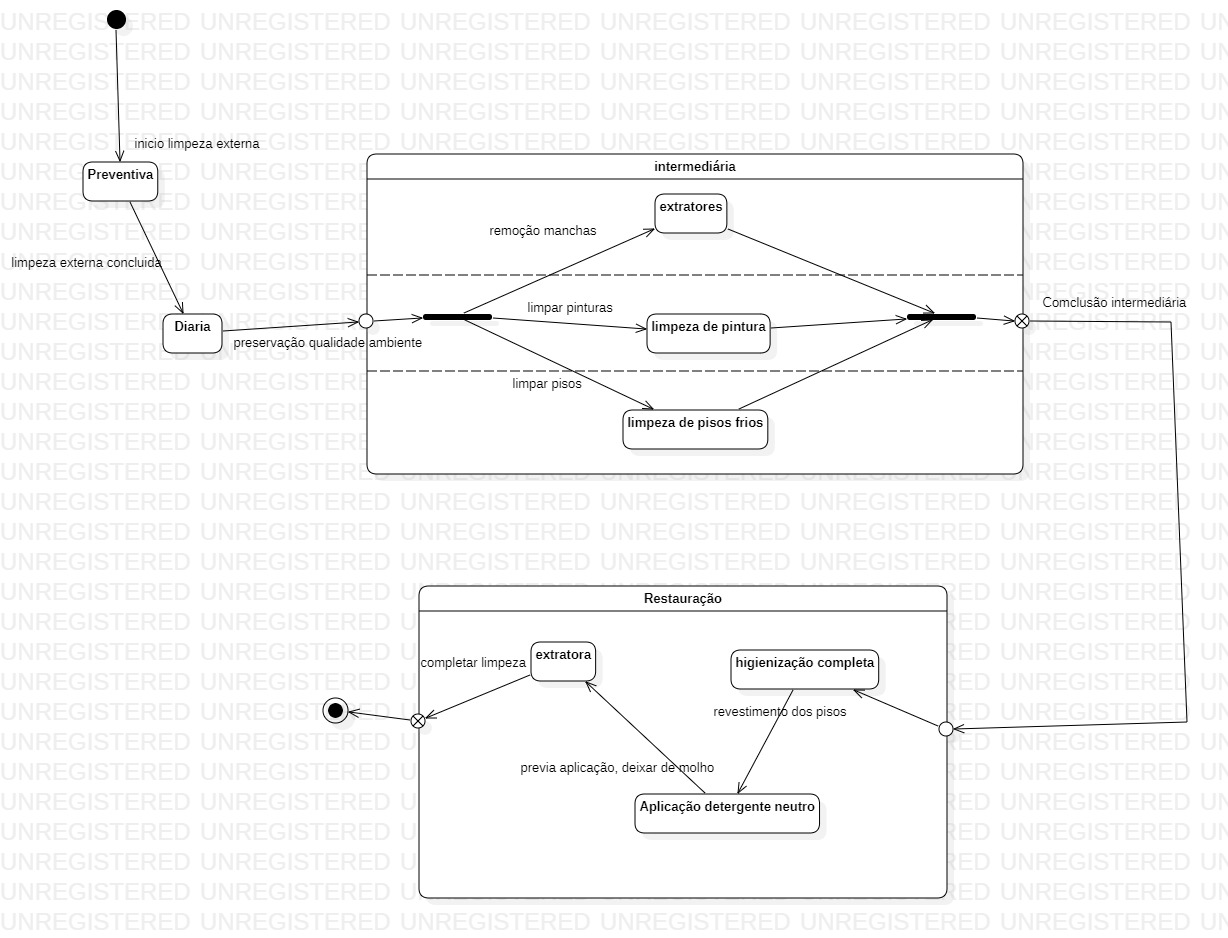 inicio limpeza externa
Preventiva
limpeza externa concluida
Diaria
preservação qualidade ambiente
intermediária
extratores
remoção manchas
limpar pinturas
limpeza de pintura
limpar pisos
limpeza de pisos frios
Comclusão intermediária
Restauração
completar limpeza
extratora
higienização completa
revestimento dos pisos
previa aplicação, deixar de molho
Aplicação detergente neutro
UNREGISTERED